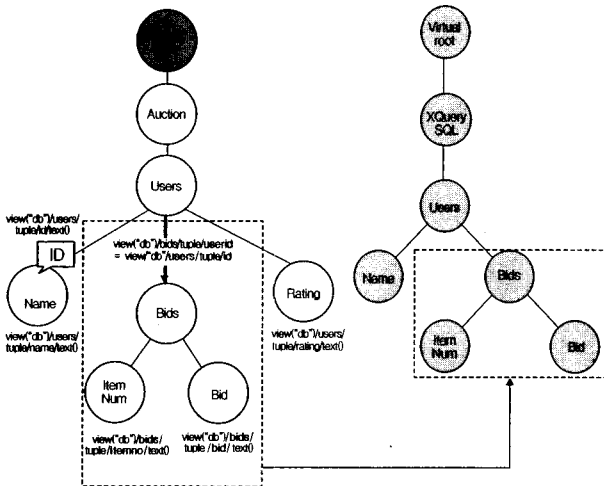 Auction
Users
view("db")/users/
tuple/id/text()
ID
Name
view("db")/users/
tuple/name/text()
view("db")/bids/tuple/userid
= view("db")/users/tuple/id
Bids
Rating
view("db")/users/
tuple/rating/text()
Item
Num
view("db")/bids/
tuple/itemno/text()
Bid
view("db")/bids/
tuple/bid/text()
Virtual
root
XQuery
SQL
Users
Name
Bids
Item
Num
Bid